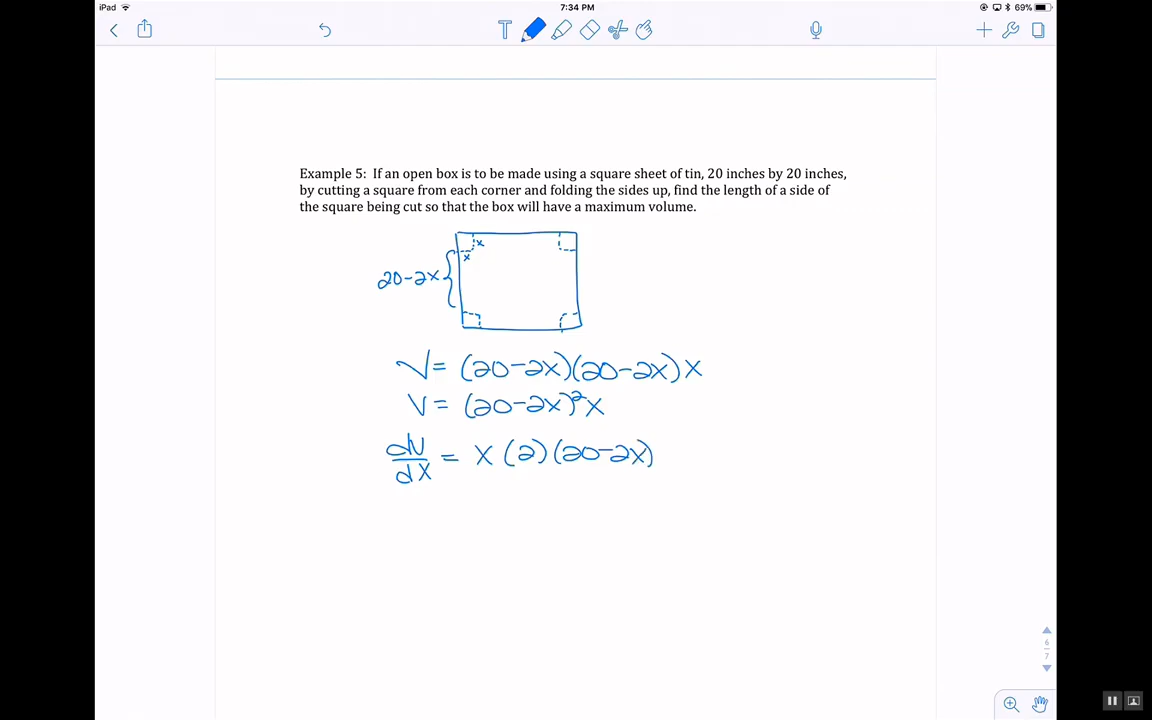 iPad 7:34 PM 69%
T
Example 5: If an open box is to be made using a square sheet of tin, 20 inches by 20 inches,
by cutting a square from each corner and folding the sides up, find the length of a side of
the square being cut so that the box will have a maximum volume.
x
x
20-2x
V= (20-2x)(20-2x)x
V= (20-2x)²x
dV/dx = x(2)(20-2x)
6
7